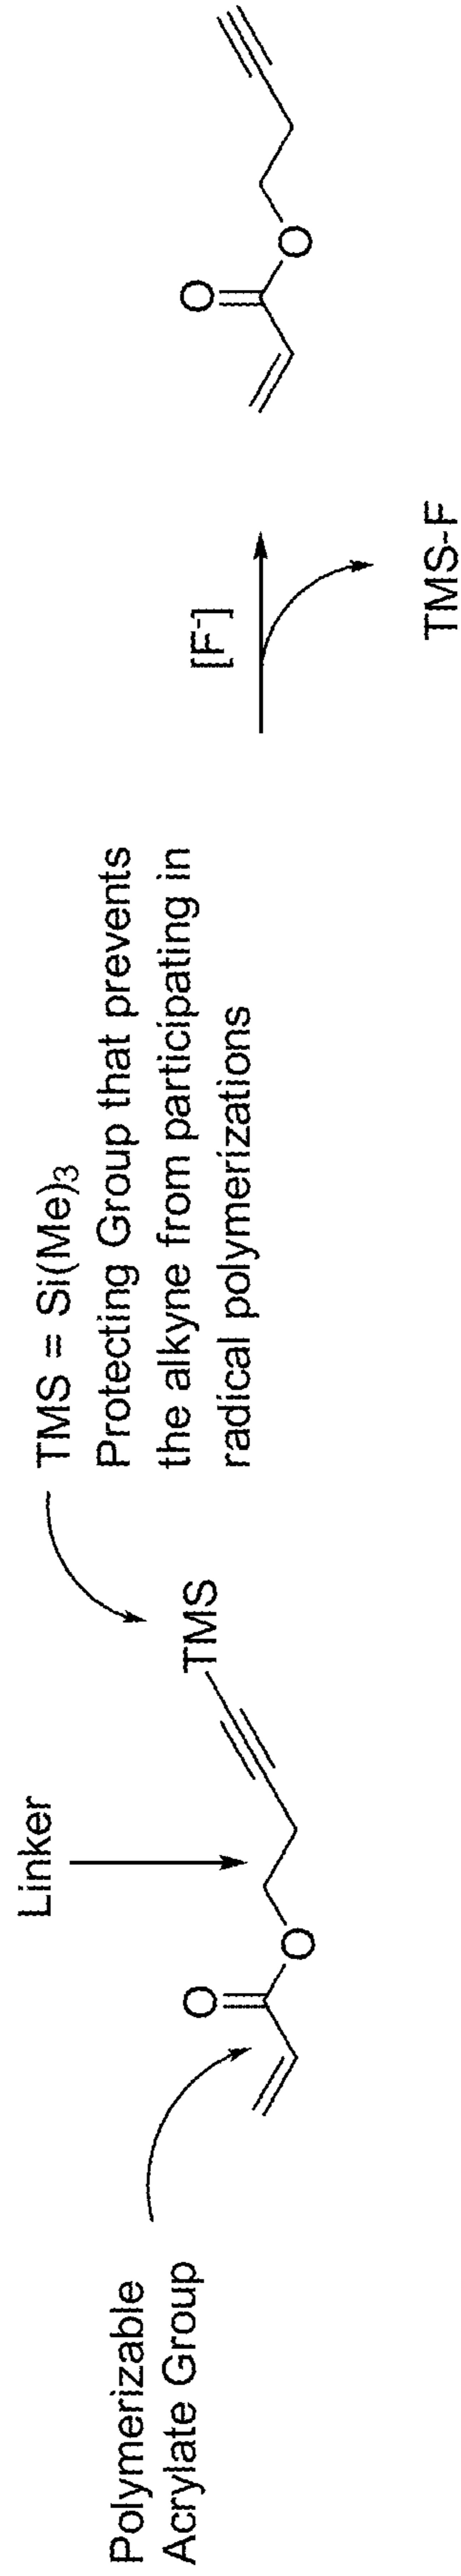 Polymerizable
Acrylate Group
O
O
Linker
TMS
TMS = Si(Me)3
Protecting Group that prevents
the alkyne from participating in
radical polymerizations
[F-]
TMS-F
O
O